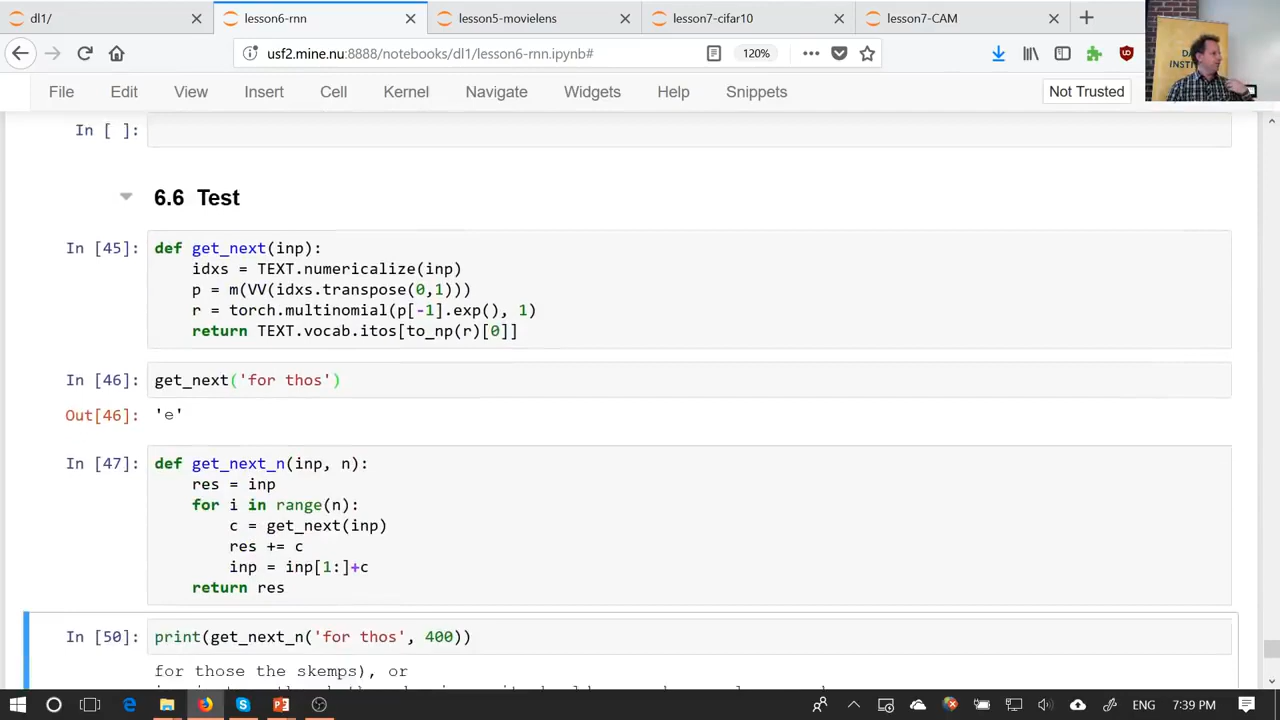 dl1/
lesson6-rnn
lesson5-movielens
lesson7-cifar10
lesson7-CAM
usf2.mine.nu:8888/notebooks/dl1/lesson6-rnn.ipynb#
120%
File Edit View Insert Cell Kernel Navigate Widgets Help Snippets
Not Trusted
In [ ]:
6.6 Test
In [45]: def get_next(inp):
idxs = TEXT.numericalize(inp)
p = m(VV(idxs.transpose(0,1)))
r = torch.multinomial(p[-1].exp(), 1)
return TEXT.vocab.itos[to_np(r)[0]]
In [46]: get_next('for thos')
Out[46]: 'e'
In [47]: def get_next_n(inp, n):
res = inp
for i in range(n):
c = get_next(inp)
res += c
inp = inp[1:]+c
return res
In [50]: print(get_next_n('for thos', 400))
for those the skemps), or
ENG 7:39 PM